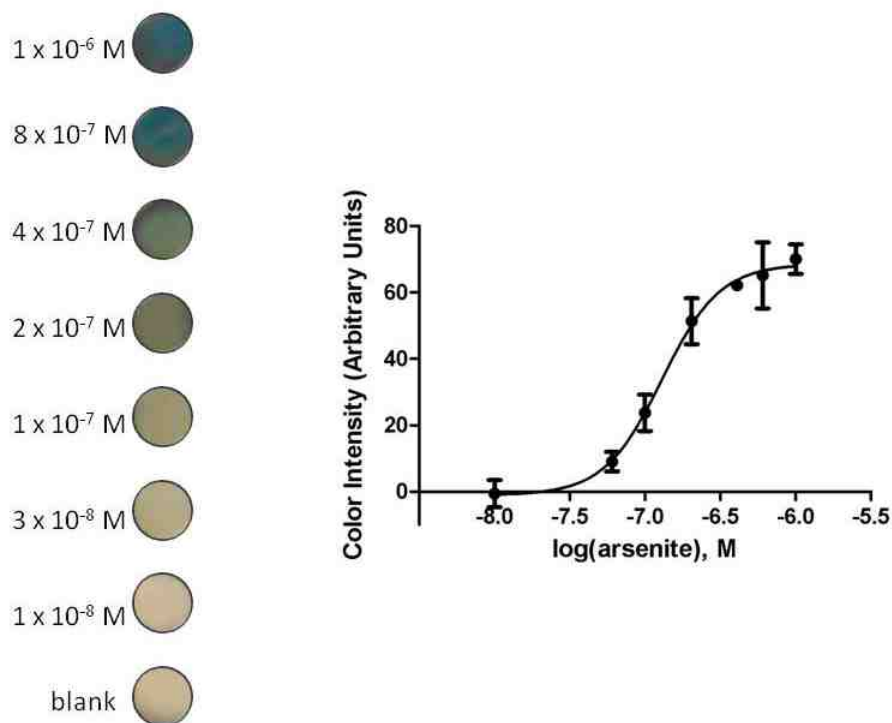 1 x 10⁻⁶ M
8 x 10⁻⁷ M
4 x 10⁻⁷ M
2 x 10⁻⁷ M
1 x 10⁻⁷ M
3 x 10⁻⁸ M
1 x 10⁻⁸ M
blank
Color Intensity (Arbitrary Units)
80
60
40
20
0
-8.0 -7.5 -7.0 -6.5 -6.0 -5.5
log(arsenite), M